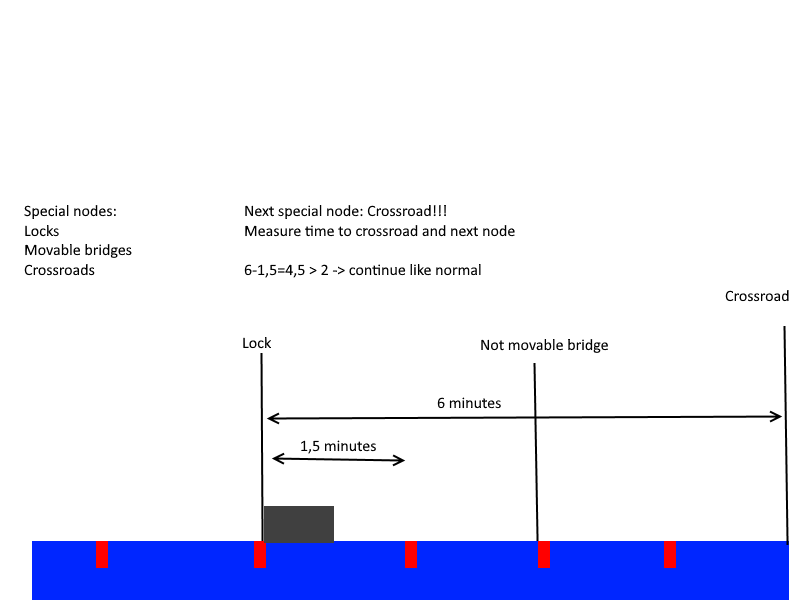 Special nodes:
Locks
Movable bridges
Crossroads
Next special node: Crossroad!!!
Measure time to crossroad and next node
6-1,5=4,5 > 2 -> continue like normal
Crossroad
Lock
Not movable bridge
6 minutes
1,5 minutes